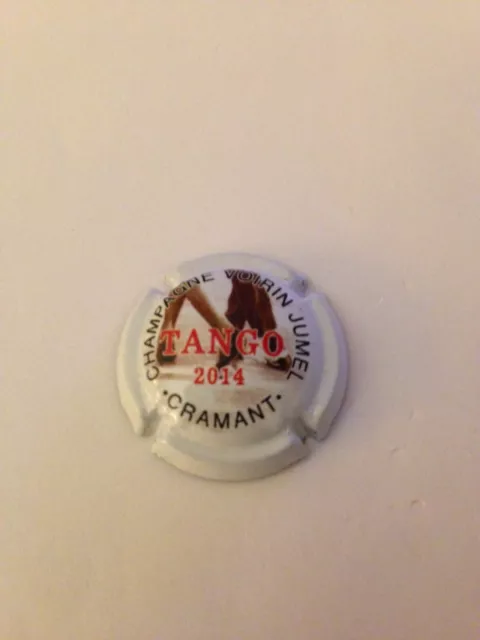 CHAMPAGNE VOIRIN JUMEL
TANGO
2014
·CRAMANT·